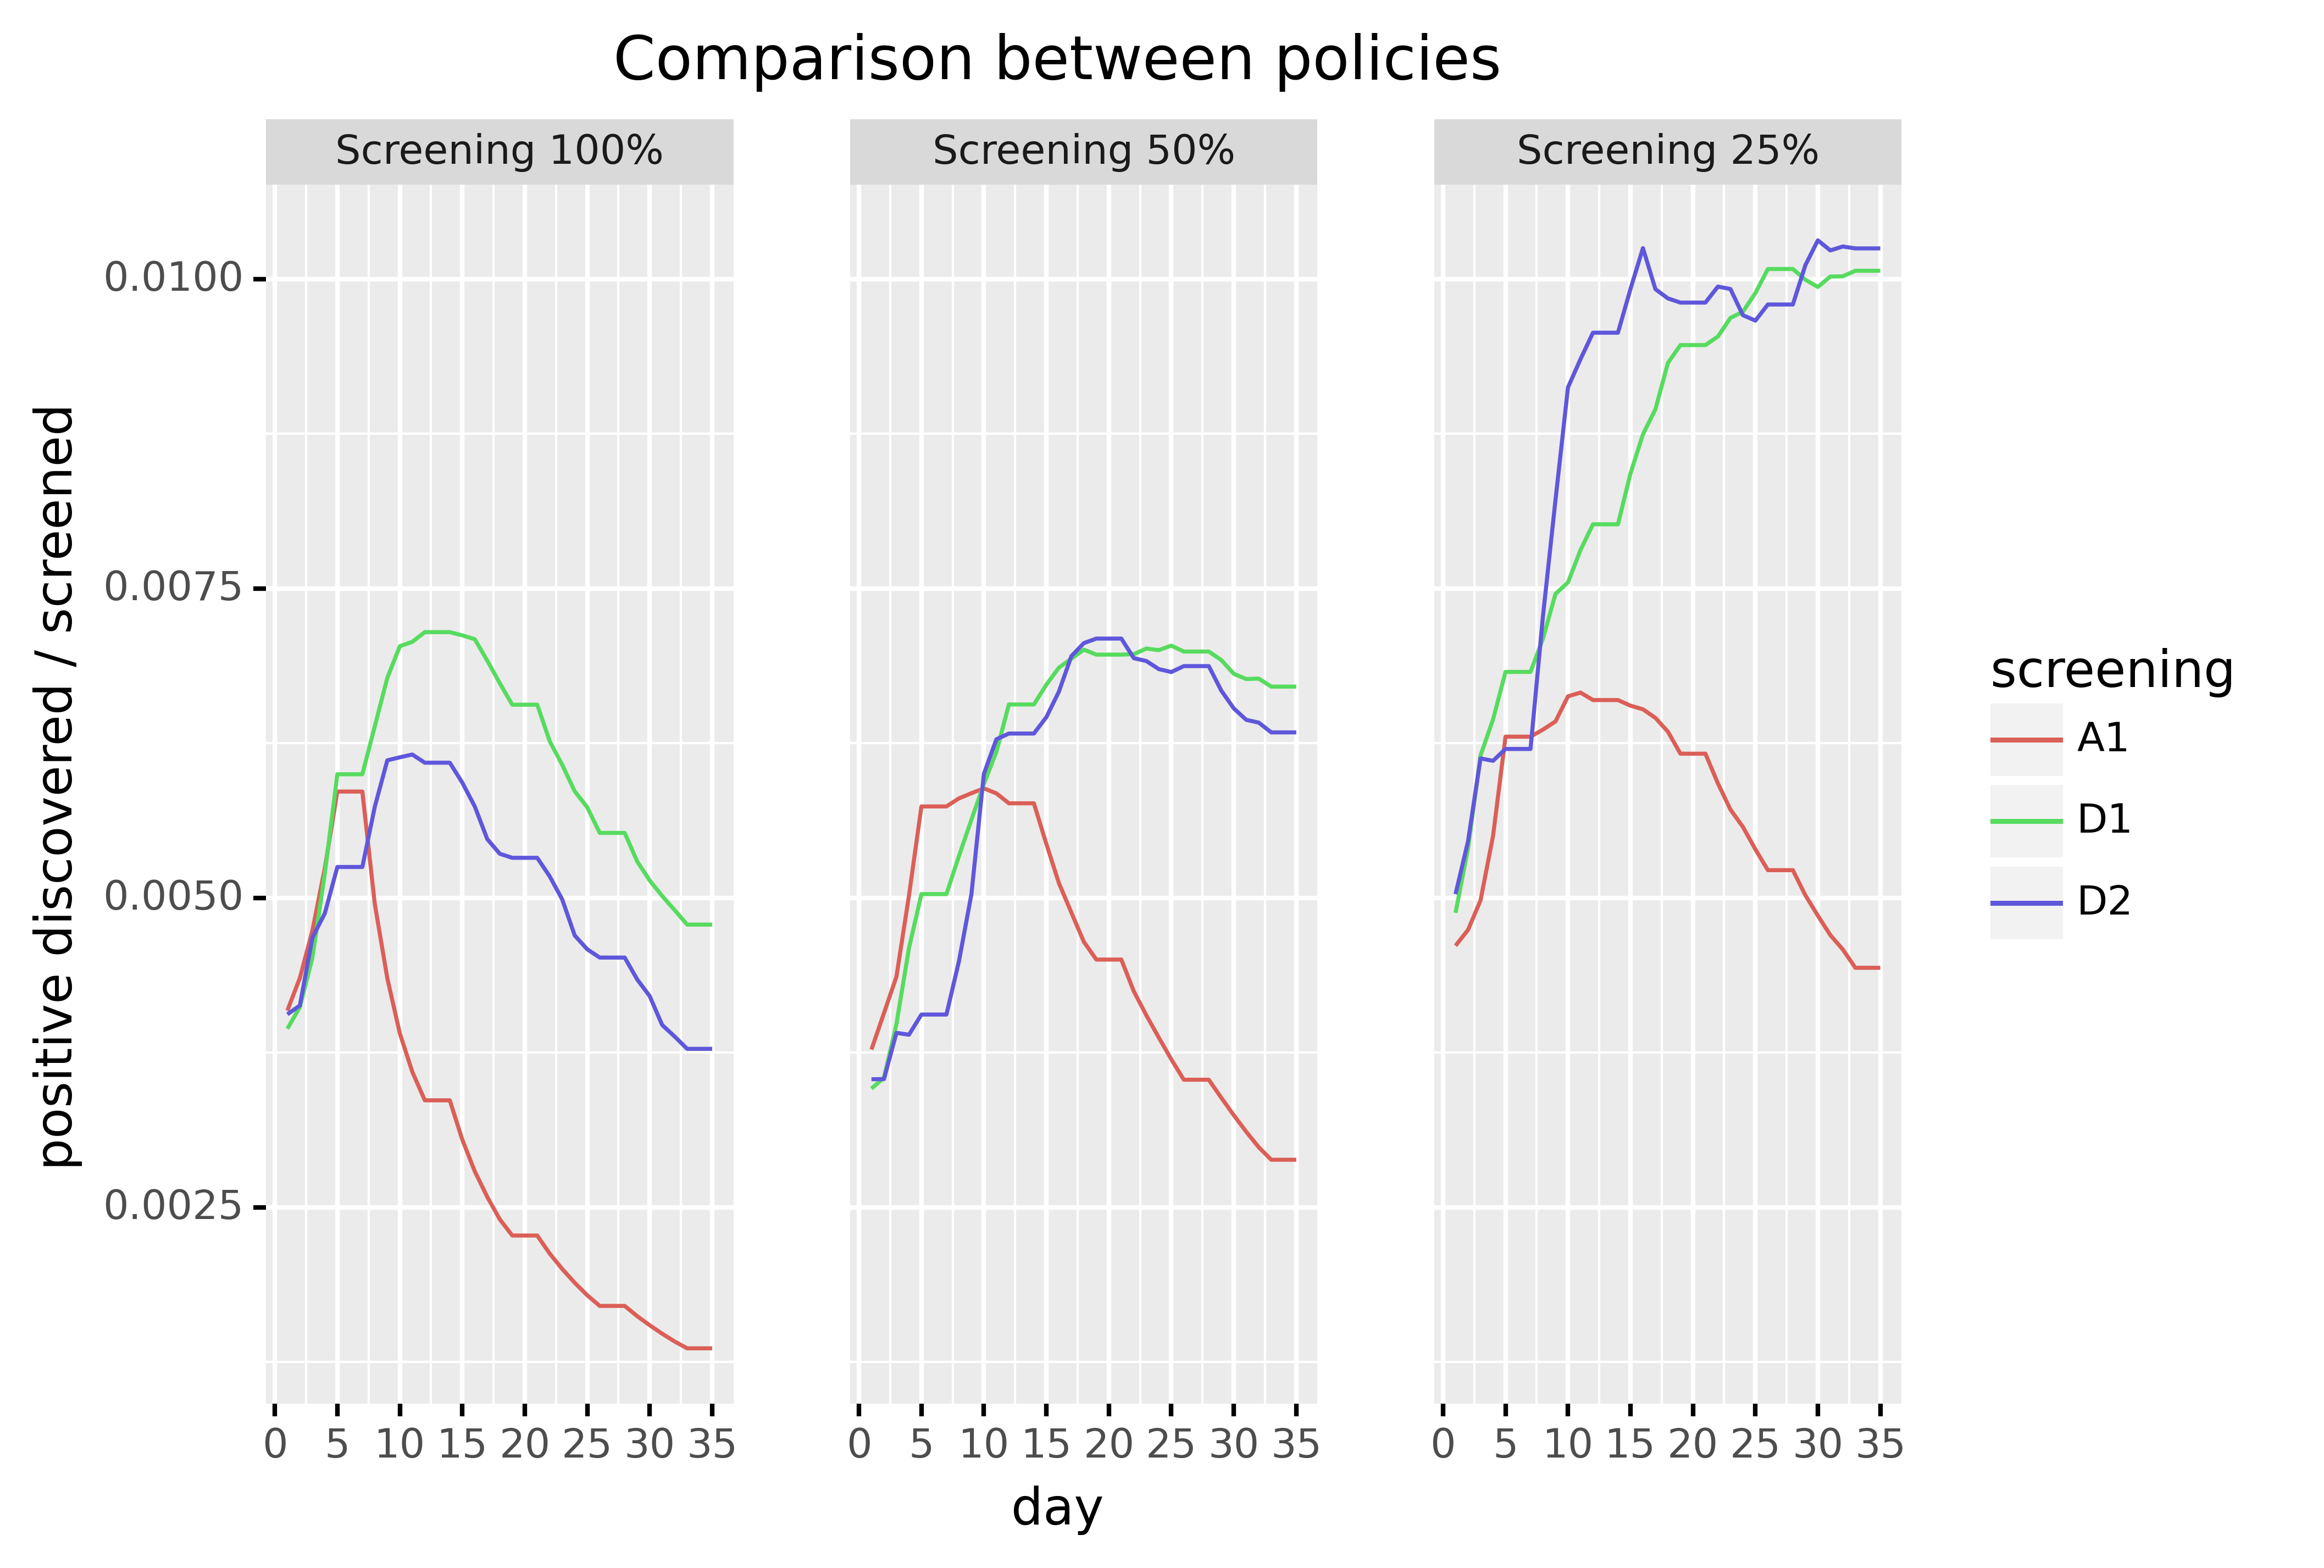 Comparison between policies
Screening 100%
Screening 50%
Screening 25%
positive discovered / screened
0.0100
0.0075
0.0050
0.0025
0 5 10 15 20 25 30 35
0 5 10 15 20 25 30 35
0 5 10 15 20 25 30 35
day
screening
A1
D1
D2